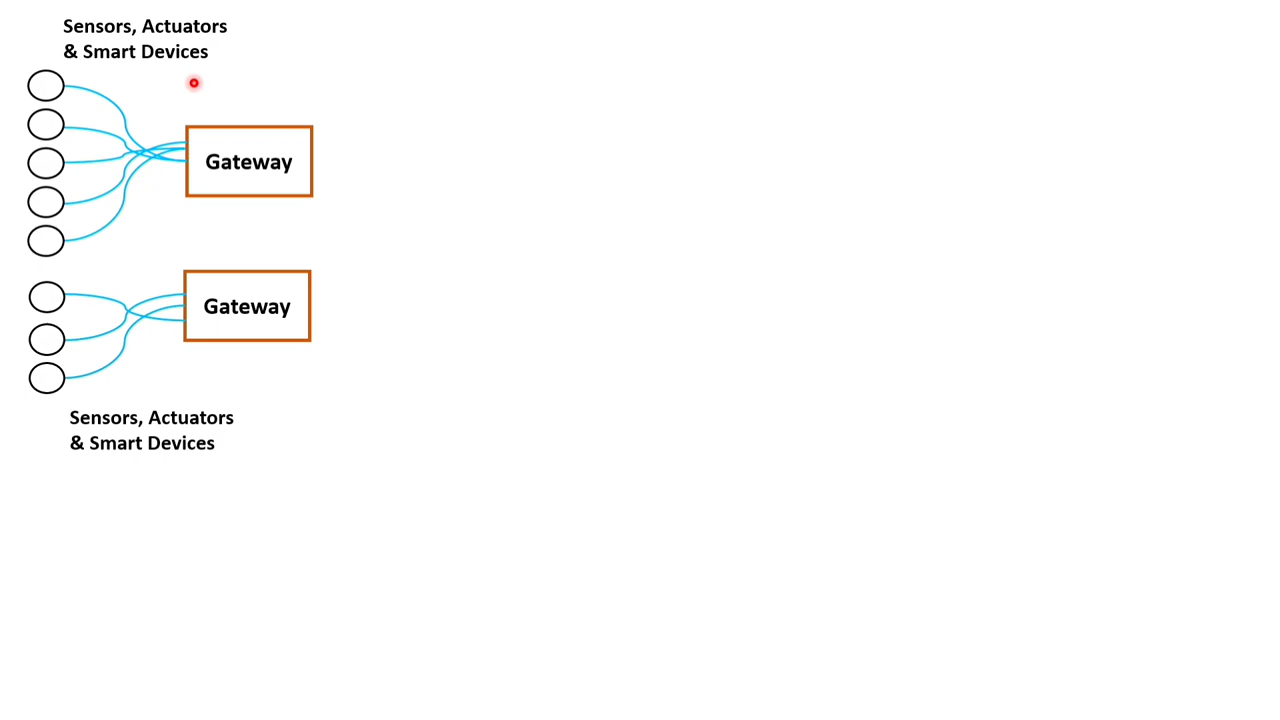 Sensors, Actuators
& Smart Devices
Gateway
Gateway
Sensors, Actuators
& Smart Devices